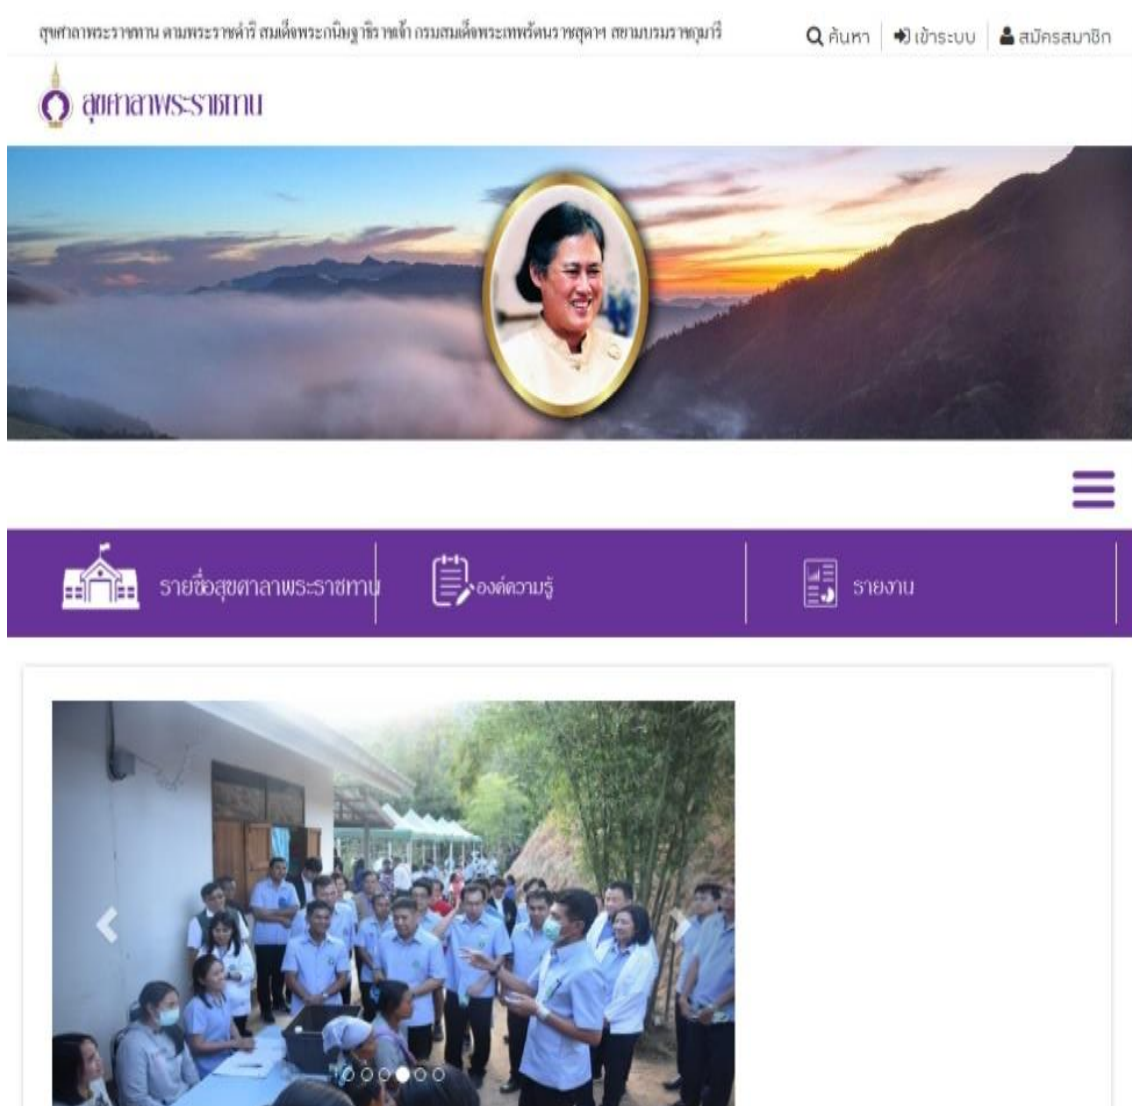 สุขศาลาพระราชทาน ตามพระราชดำริ สมเด็จพระกนิษฐาธิราชเจ้า กรมสมเด็จพระเทพรัตนราชสุดาฯ สยามบรมราชกุมารี
ค้นหา เข้าระบบ สมัครสมาชิก
สุขศาลาพระราชทาน
รายชื่อสุขศาลาพระราชทาน องค์ความรู้ รายงาน